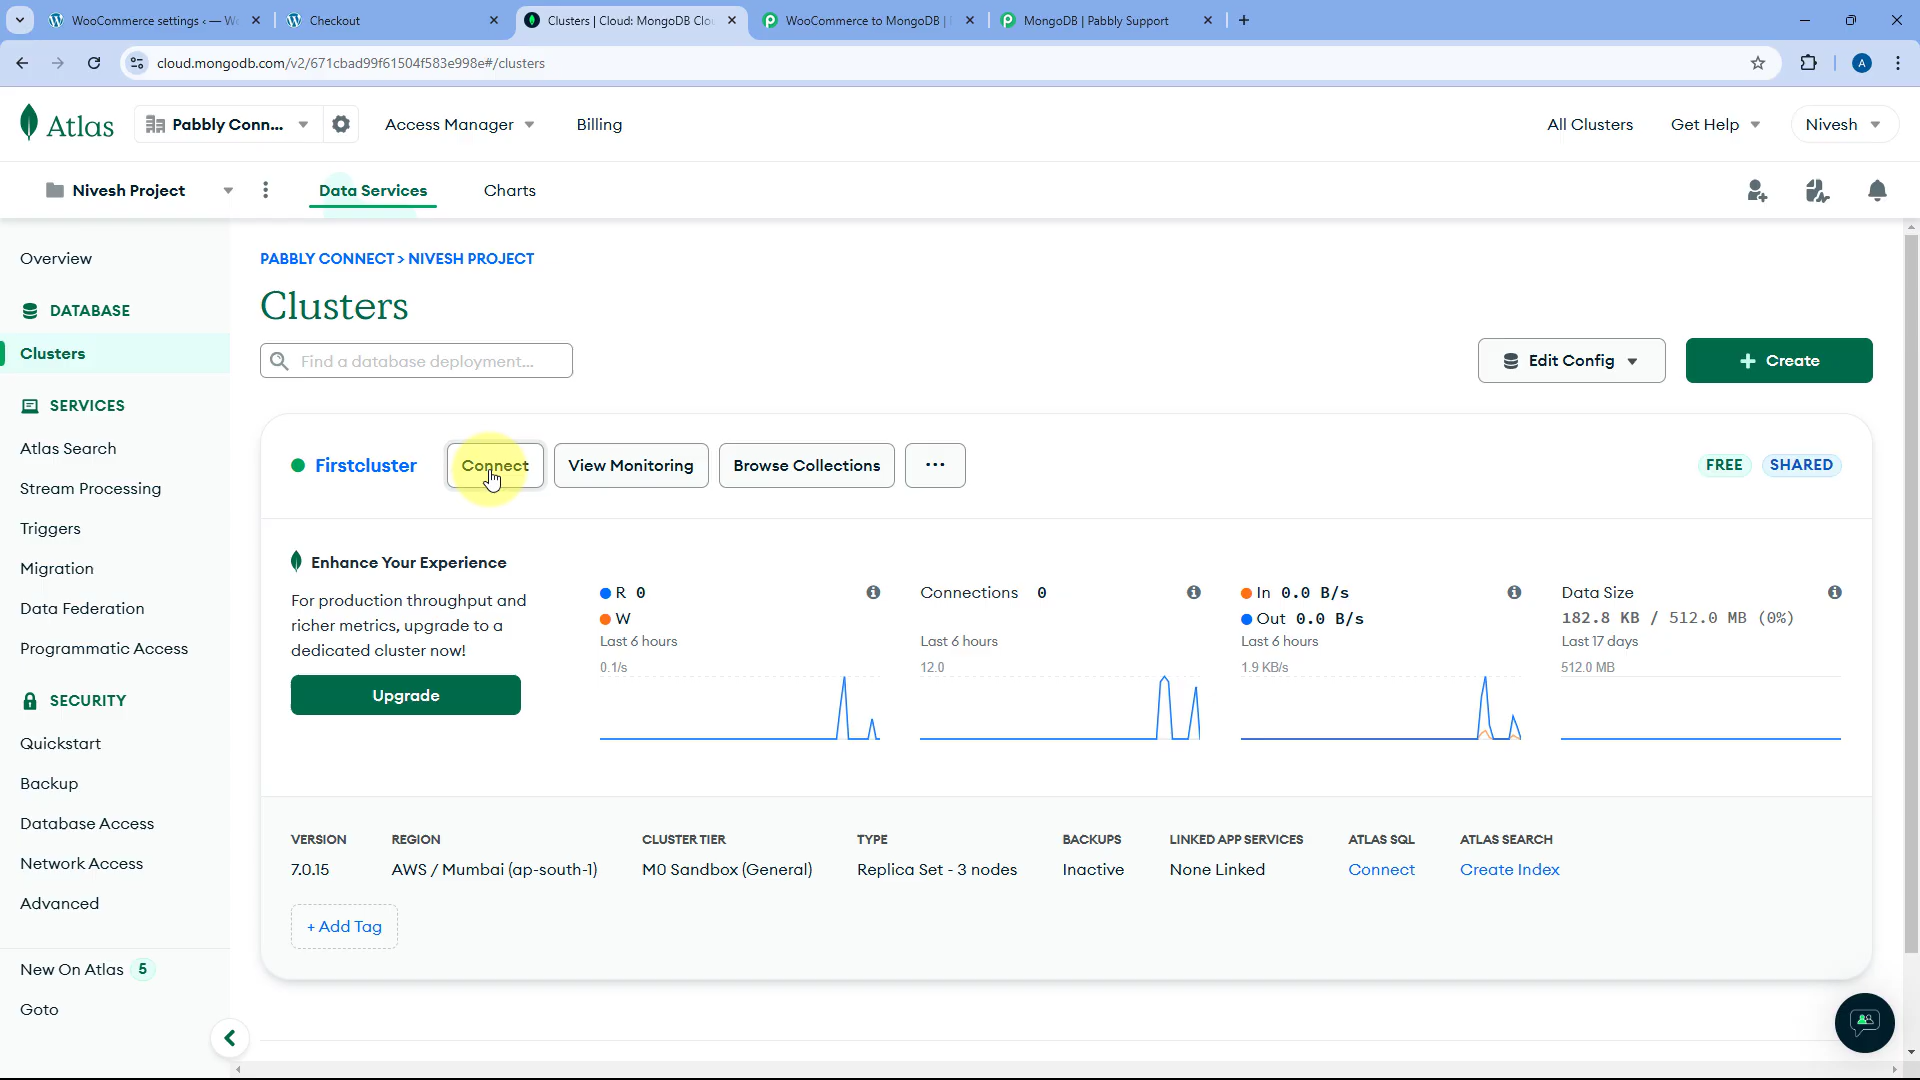 WooCommerce settings ‹ — W
Checkout
Clusters | Cloud: MongoDB Clou
WooCommerce to MongoDB |
MongoDB | Pabbly Support
cloud.mongodb.com/v2/671cbad99f61504f583e998e#/clusters
A
Atlas
Pabbly Conn...
Access Manager
Billing
All Clusters
Get Help
Nivesh
Nivesh Project
Data Services
Charts
Overview
DATABASE
Clusters
SERVICES
Atlas Search
Stream Processing
Triggers
Migration
Data Federation
Programmatic Access
SECURITY
Quickstart
Backup
Database Access
Network Access
Advanced
New On Atlas 5
Goto
PABBLY CONNECT > NIVESH PROJECT
Clusters
Find a database deployment...
Edit Config
+ Create
Firstcluster
Connect
View Monitoring
Browse Collections
...
FREE
SHARED
Enhance Your Experience
For production throughput and
richer metrics, upgrade to a
dedicated cluster now!
Upgrade
R 0
W
Last 6 hours
0.1/s
Connections 0
Last 6 hours
12.0
In 0.0 B/s
Out 0.0 B/s
Last 6 hours
1.9 KB/s
Data Size
182.8 KB / 512.0 MB (0%)
Last 17 days
512.0 MB
VERSION
REGION
CLUSTER TIER
TYPE
BACKUPS
LINKED APP SERVICES
ATLAS SQL
ATLAS SEARCH
7.0.15
AWS / Mumbai (ap-south-1)
M0 Sandbox (General)
Replica Set - 3 nodes
Inactive
None Linked
Connect
Create Index
+ Add Tag